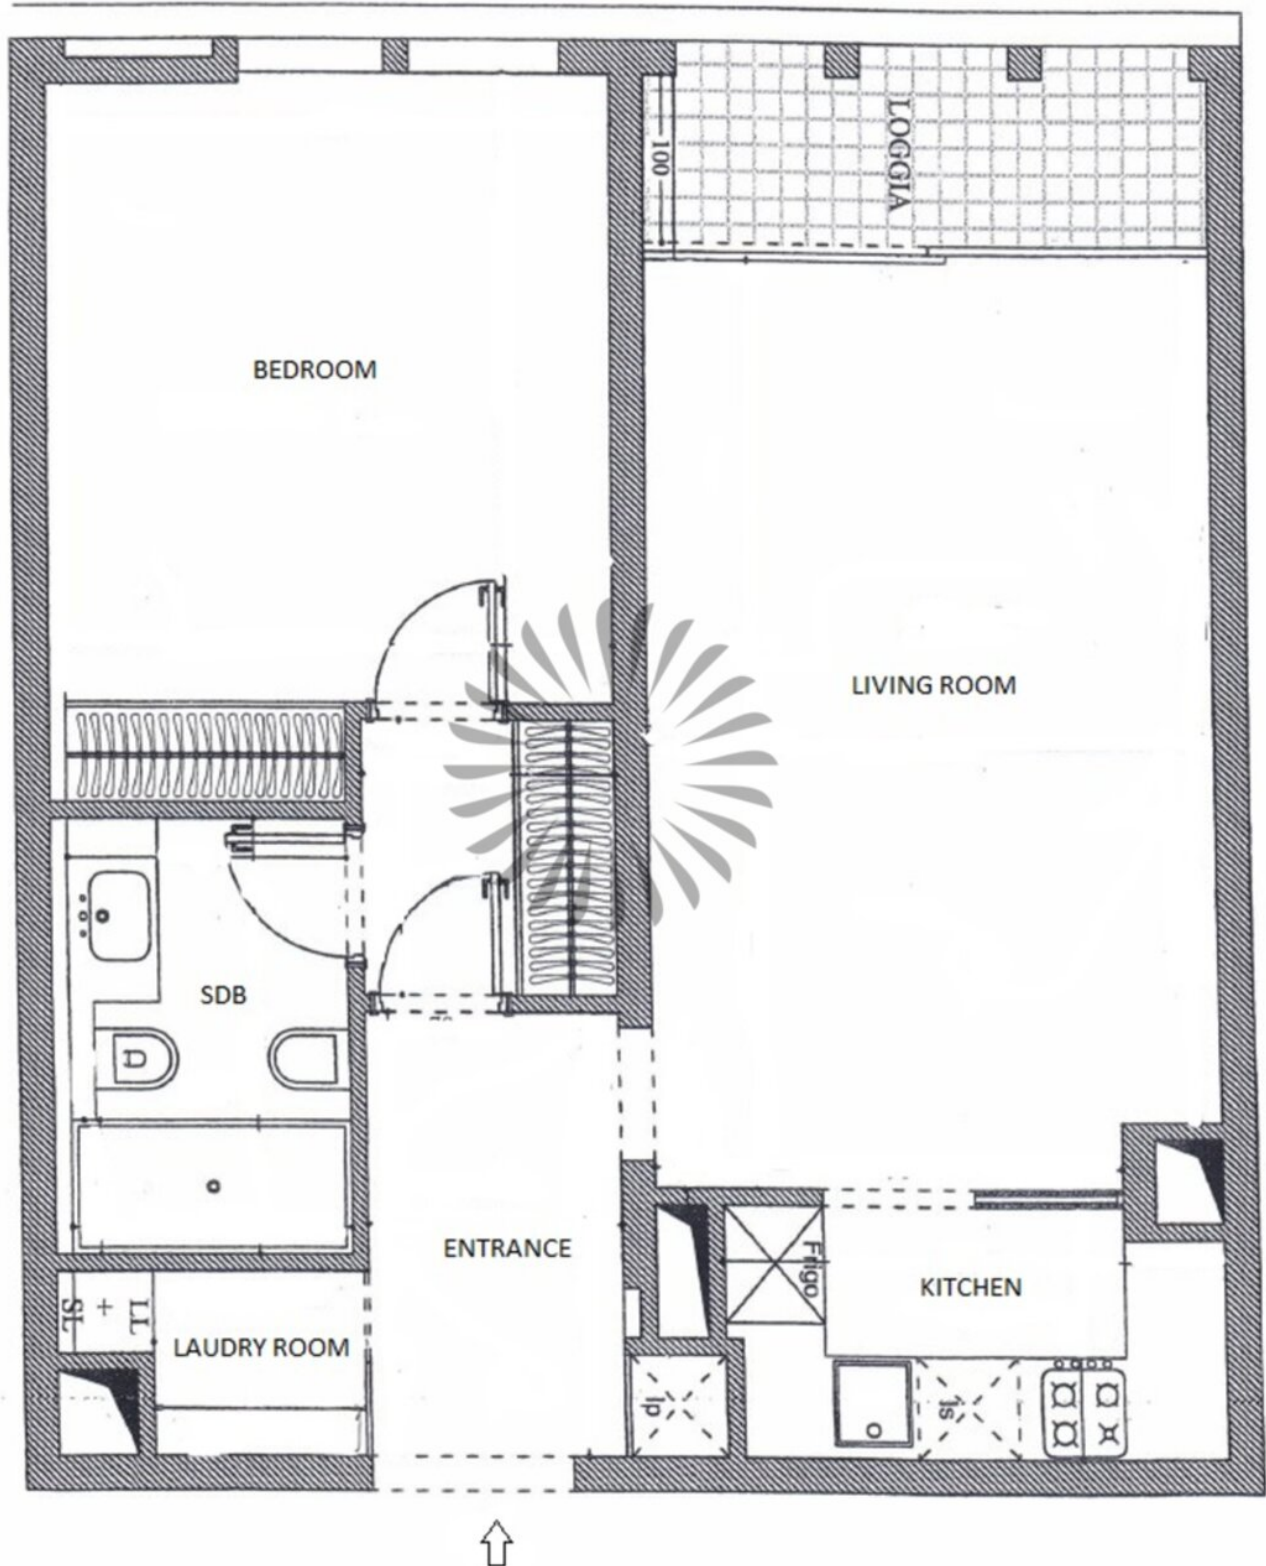 LOGGIA
100
BEDROOM
LIVING ROOM
SDB
ENTRANCE
Frigo
KITCHEN
SL
+
LL
LAUDRY ROOM
lp
ls